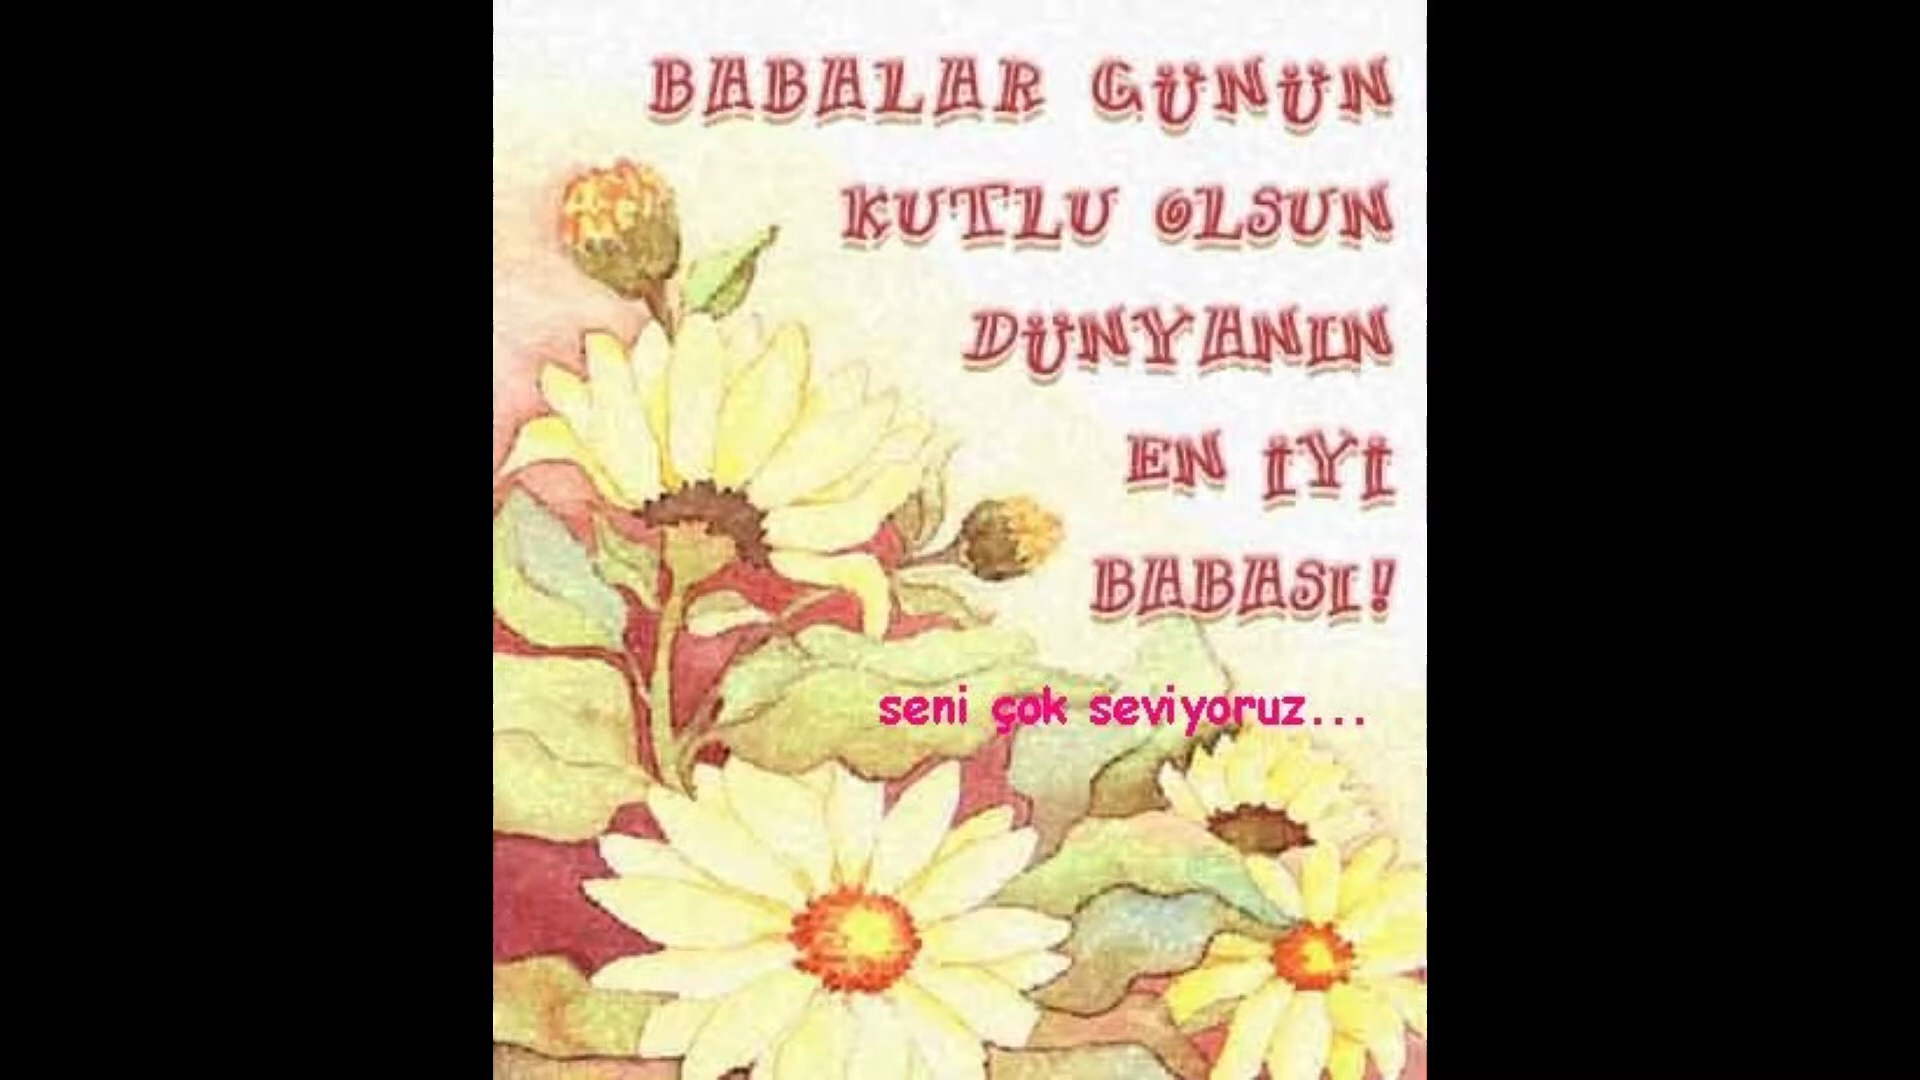 BABALAR GÜNÜN
KUTLU OLSUN
DÜNYANIN
EN İYİ
BABASI!
seni çok seviyoruz...